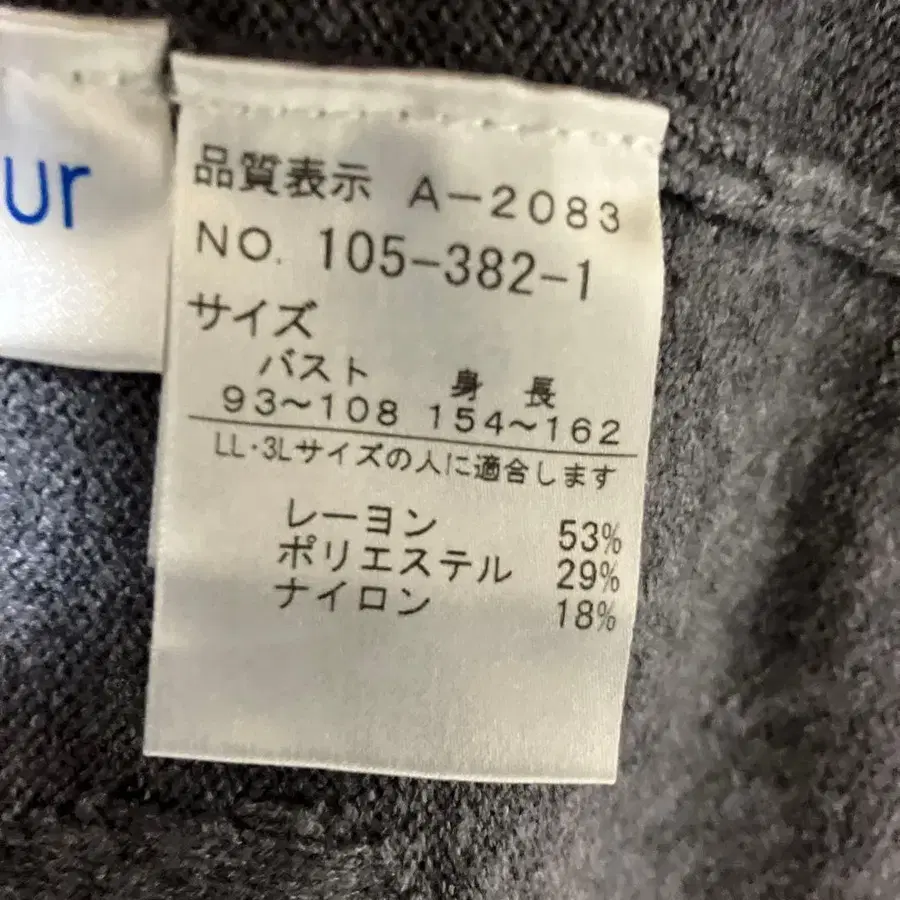 ur
品質表示 A-2083
NO. 105-382-1
サイズ
バスト 身 長
93〜108 154〜162
LL・3Lサイズの人に適合します
レーヨン 53%
ポリエステル 29%
ナイロン 18%